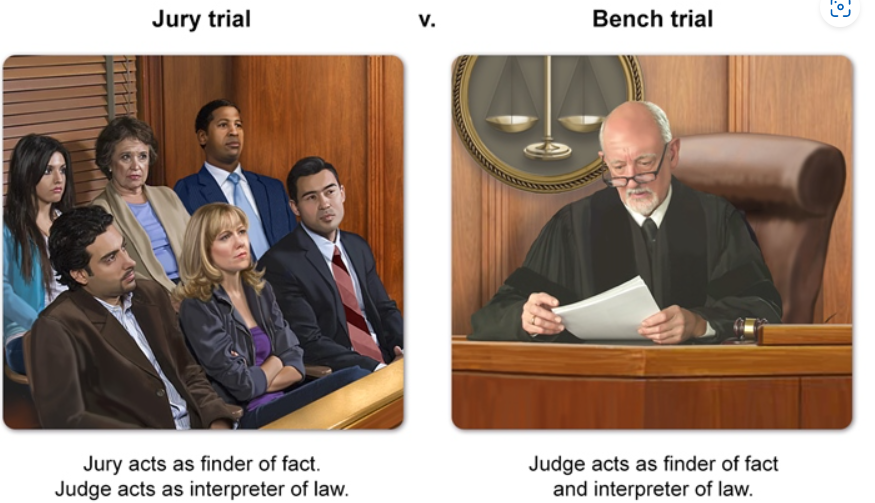 Jury trial v. Bench trial
Jury acts as finder of fact.
Judge acts as interpreter of law.
Judge acts as finder of fact
and interpreter of law.